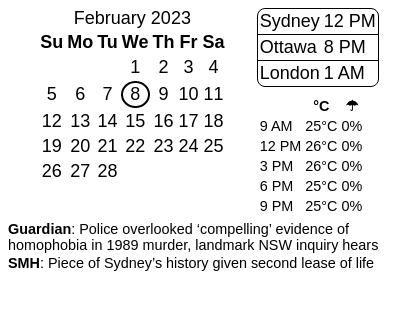 February 2023
Su Mo Tu We Th Fr Sa
1 2 3 4
5 6 7 8 9 10 11
12 13 14 15 16 17 18
19 20 21 22 23 24 25
26 27 28
Sydney 12 PM
Ottawa 8 PM
London 1 AM
°C ☂
9 AM 25°C 0%
12 PM 26°C 0%
3 PM 26°C 0%
6 PM 25°C 0%
9 PM 25°C 0%
Guardian: Police overlooked ‘compelling’ evidence of
homophobia in 1989 murder, landmark NSW inquiry hears
SMH: Piece of Sydney’s history given second lease of life